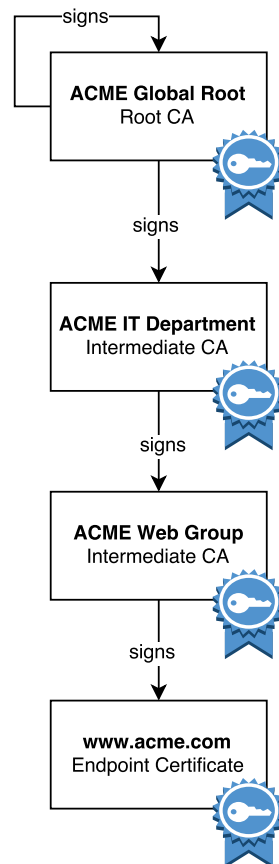 signs
ACME Global Root
Root CA
signs
ACME IT Department
Intermediate CA
signs
ACME Web Group
Intermediate CA
signs
www.acme.com
Endpoint Certificate